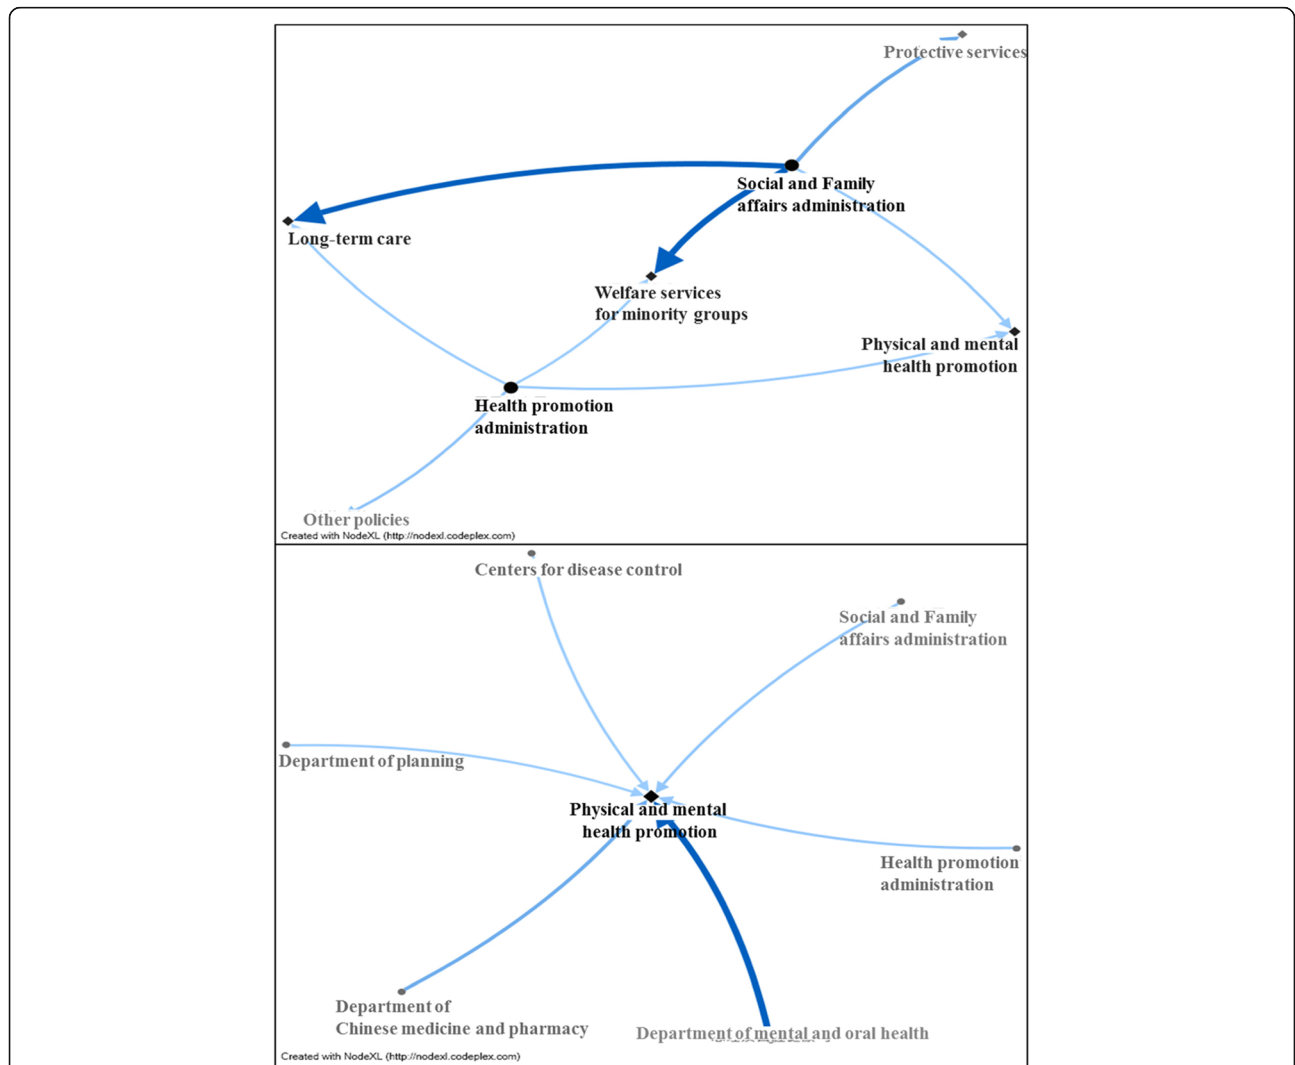 Protective services
Social and Family
affairs administration
Long-term care
Welfare services
for minority groups
Physical and mental
health promotion
Health promotion
administration
Other policies
Created with NodeXL (http://nodexl.codeplex.com)
Centers for disease control
Social and Family
affairs administration
Department of planning
Physical and mental
health promotion
Health promotion
administration
Department of
Chinese medicine and pharmacy
Department of mental and oral health
Created with NodeXL (http://nodexl.codeplex.com)